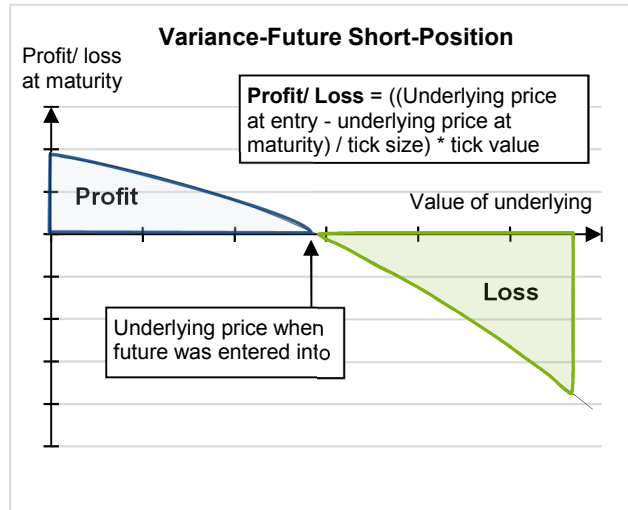 Variance-Future Short-Position
Profit/ loss
at maturity
Profit/ Loss = ((Underlying price
at entry - underlying price at
maturity) / tick size) * tick value
Profit
Value of underlying
Loss
Underlying price when
future was entered into